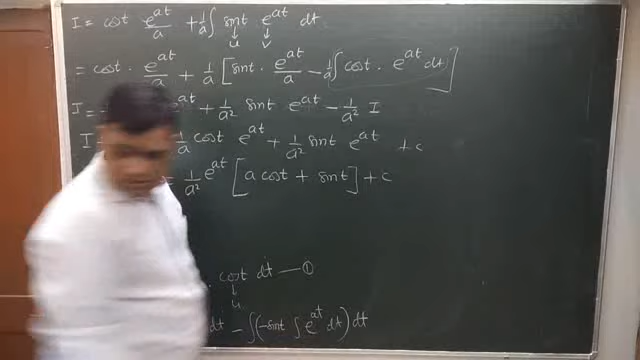 I = cost e^{at}/a + 1/a ∫ sint e^{at} dt
u v
= cost · e^{at}/a + 1/a [ sint · e^{at}/a - 1/a ∫ cost · e^{at} dt ]
I = e^{at} + 1/a² sint e^{at} - 1/a² I
I 1/a cost e^{at} + 1/a² sint e^{at} + c
= 1/a² e^{at} [ a cost + sint ] + c
cost dt — ①
u
dt - ∫(-sint ∫ e^{at} dt) dt